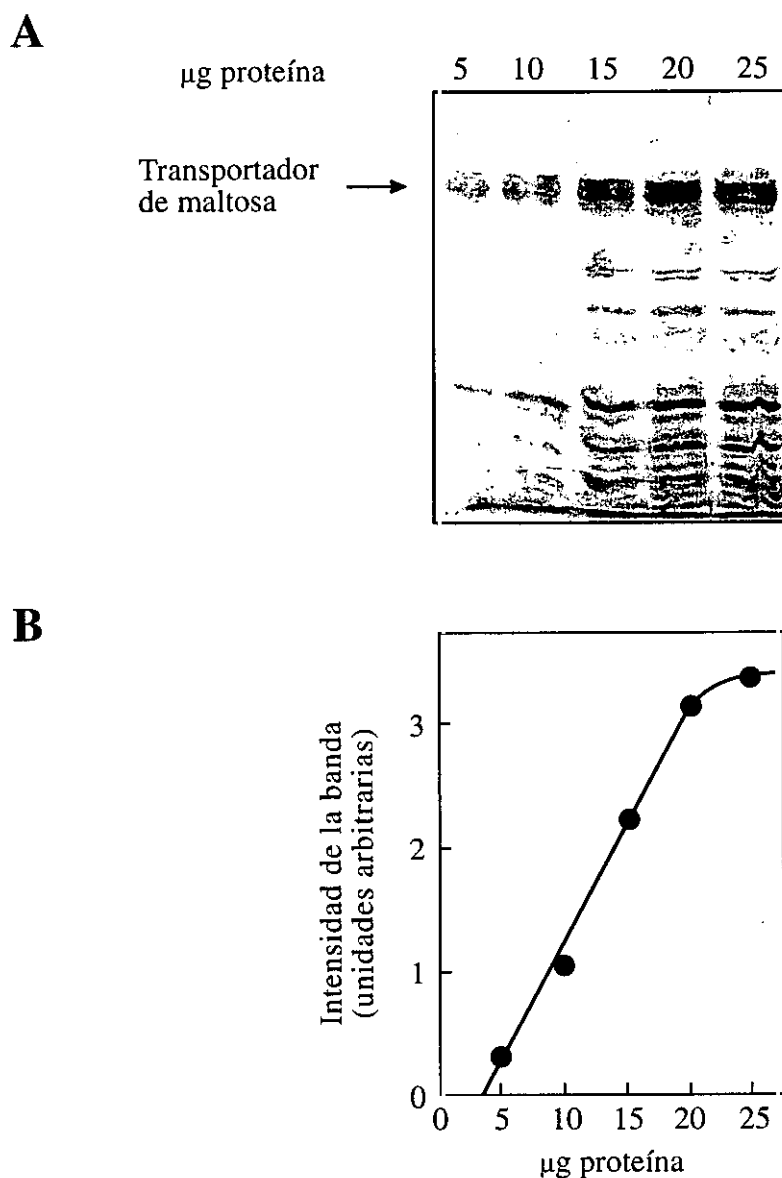 A
µg proteína
5 10 15 20 25
Transportador
de maltosa
B
Intensidad de la banda
(unidades arbitrarias)
3
2
1
0
0 5 10 15 20 25
µg proteína